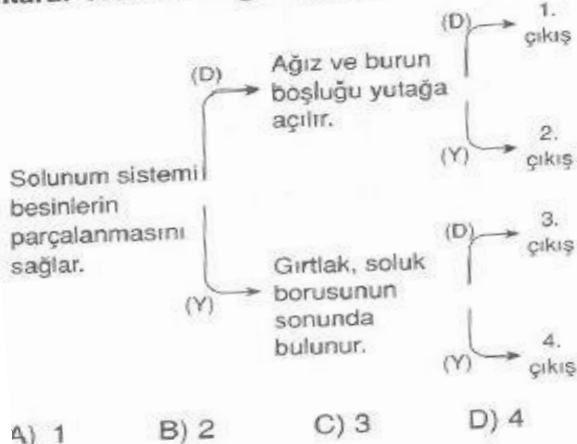 (D)
1.
çıkış
(D)
Ağız ve burun
boşluğu yutağa
açılır.
(Y)
2.
çıkış
Solunum sistemi
besinlerin
parçalanmasını
sağlar.
(D)
3.
çıkış
(Y)
Gırtlak, soluk
borusunun
sonunda
bulunur.
(Y)
4.
çıkış
A) 1 B) 2 C) 3 D) 4